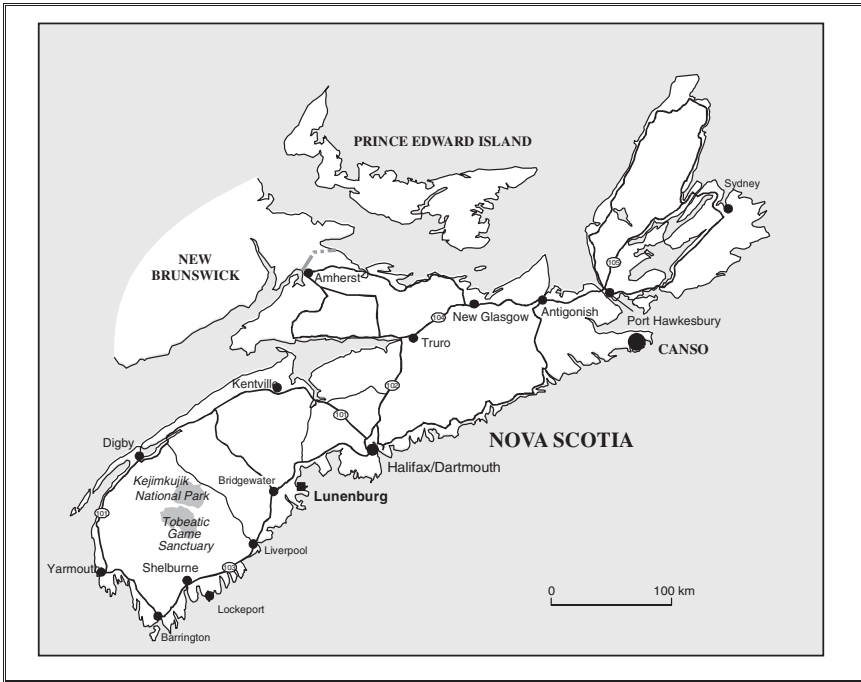 PRINCE EDWARD ISLAND
Sydney
NEW
BRUNSWICK
105
Amherst
New Glasgow
Antigonish
Port Hawkesbury
104
Truro
CANSO
Kentville
102
101
NOVA SCOTIA
Digby
Halifax/Dartmouth
Kejimkujik
National Park
Bridgewater
Lunenburg
101
Tobeatic
Game
Sanctuary
Liverpool
Yarmouth
Shelburne
103
Lockeport
Barrington
0 100 km